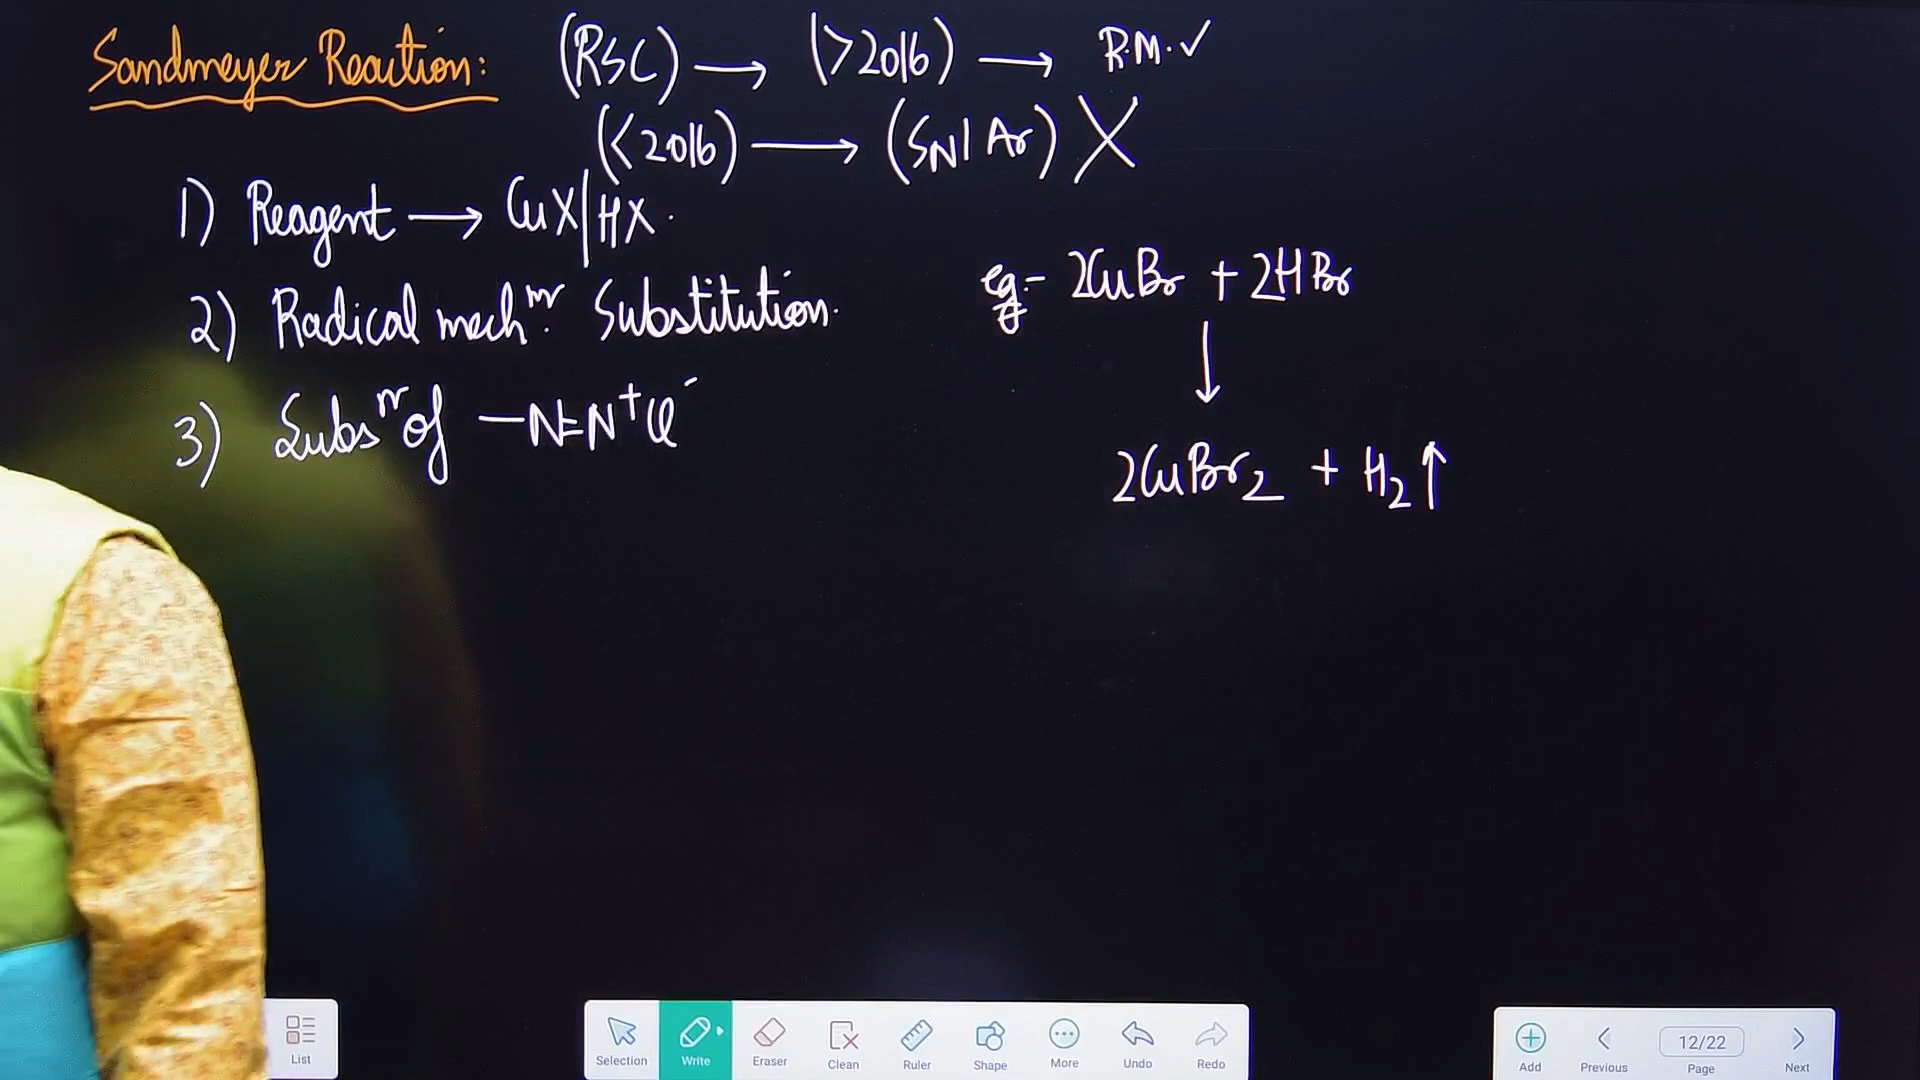 Sandmeyer Reaction: (RSC) → (>2016) → R.M. ✓
(<2016) → (SN1 Ar) X
1) Reagent → CuX/HX.
2) Radical mechⁿ. Substitution.
3) Subsⁿ of —N=N⁺Cl⁻
eg:- 2CuBr + 2HBr
↓
2CuBr₂ + H₂↑
List
Selection Write Eraser Clean Ruler Shape More Undo Redo
Add Previous 12/22 Page Next